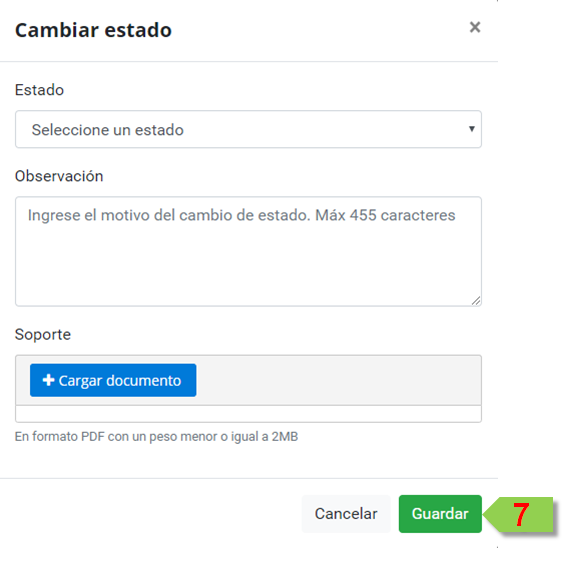 Cambiar estado ×
Estado
Seleccione un estado
Observación
Ingrese el motivo del cambio de estado. Máx 455 caracteres
Soporte
+ Cargar documento
En formato PDF con un peso menor o igual a 2MB
Cancelar Guardar 7